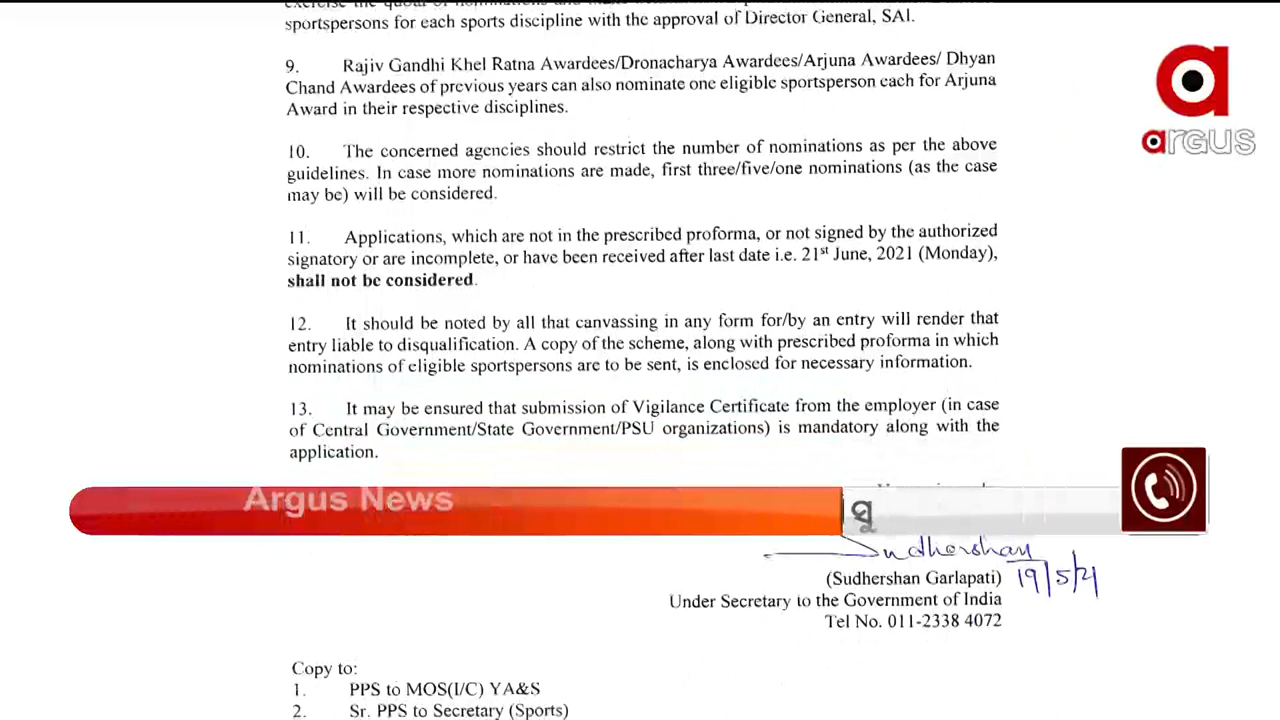 sportspersons for each sports discipline with the approval of Director General, SAI.
9. Rajiv Gandhi Khel Ratna Awardees/Dronacharya Awardees/Arjuna Awardees/ Dhyan
Chand Awardees of previous years can also nominate one eligible sportsperson each for Arjuna
Award in their respective disciplines.
10. The concerned agencies should restrict the number of nominations as per the above
guidelines. In case more nominations are made, first three/five/one nominations (as the case
may be) will be considered.
11. Applications, which are not in the prescribed proforma, or not signed by the authorized
signatory or are incomplete, or have been received after last date i.e. 21st June, 2021 (Monday),
shall not be considered.
12. It should be noted by all that canvassing in any form for/by an entry will render that
entry liable to disqualification. A copy of the scheme, along with prescribed proforma in which
nominations of eligible sportspersons are to be sent, is enclosed for necessary information.
13. It may be ensured that submission of Vigilance Certificate from the employer (in case
of Central Government/State Government/PSU organizations) is mandatory along with the
application.
Argus News
ସୁ
Sudhershan
19/5/21
(Sudhershan Garlapati)
Under Secretary to the Government of India
Tel No. 011-2338 4072
Copy to:
1. PPS to MOS(I/C) YA&S
2. Sr. PPS to Secretary (Sports)
argus